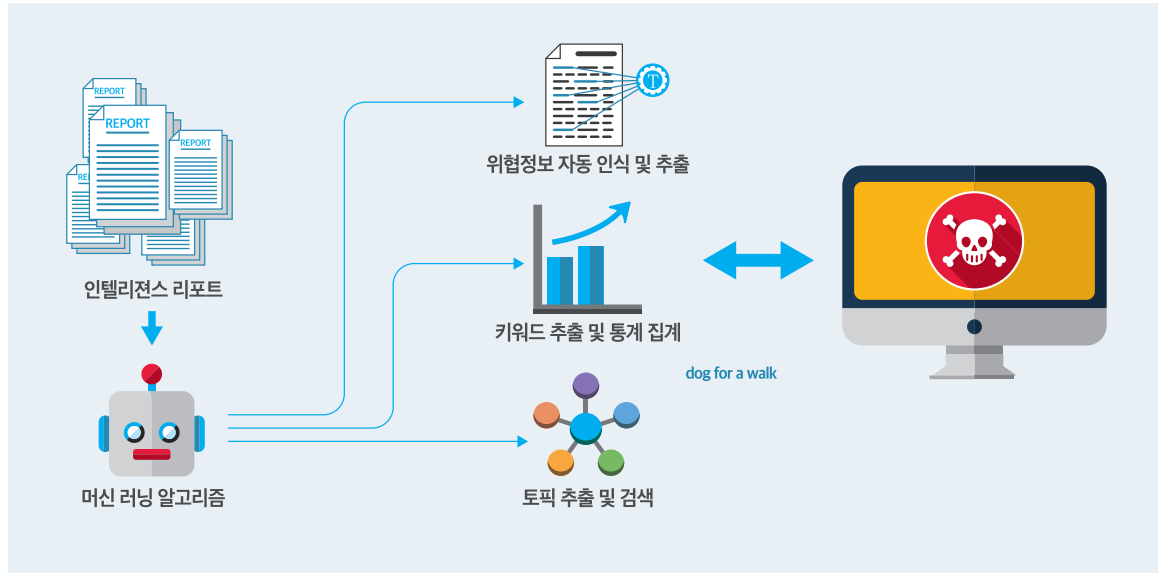 REPORT
REPORT
REPORT
인텔리젼스 리포트
머신 러닝 알고리즘
T
위협정보 자동 인식 및 추출
키워드 추출 및 통계 집계
dog for a walk
토픽 추출 및 검색